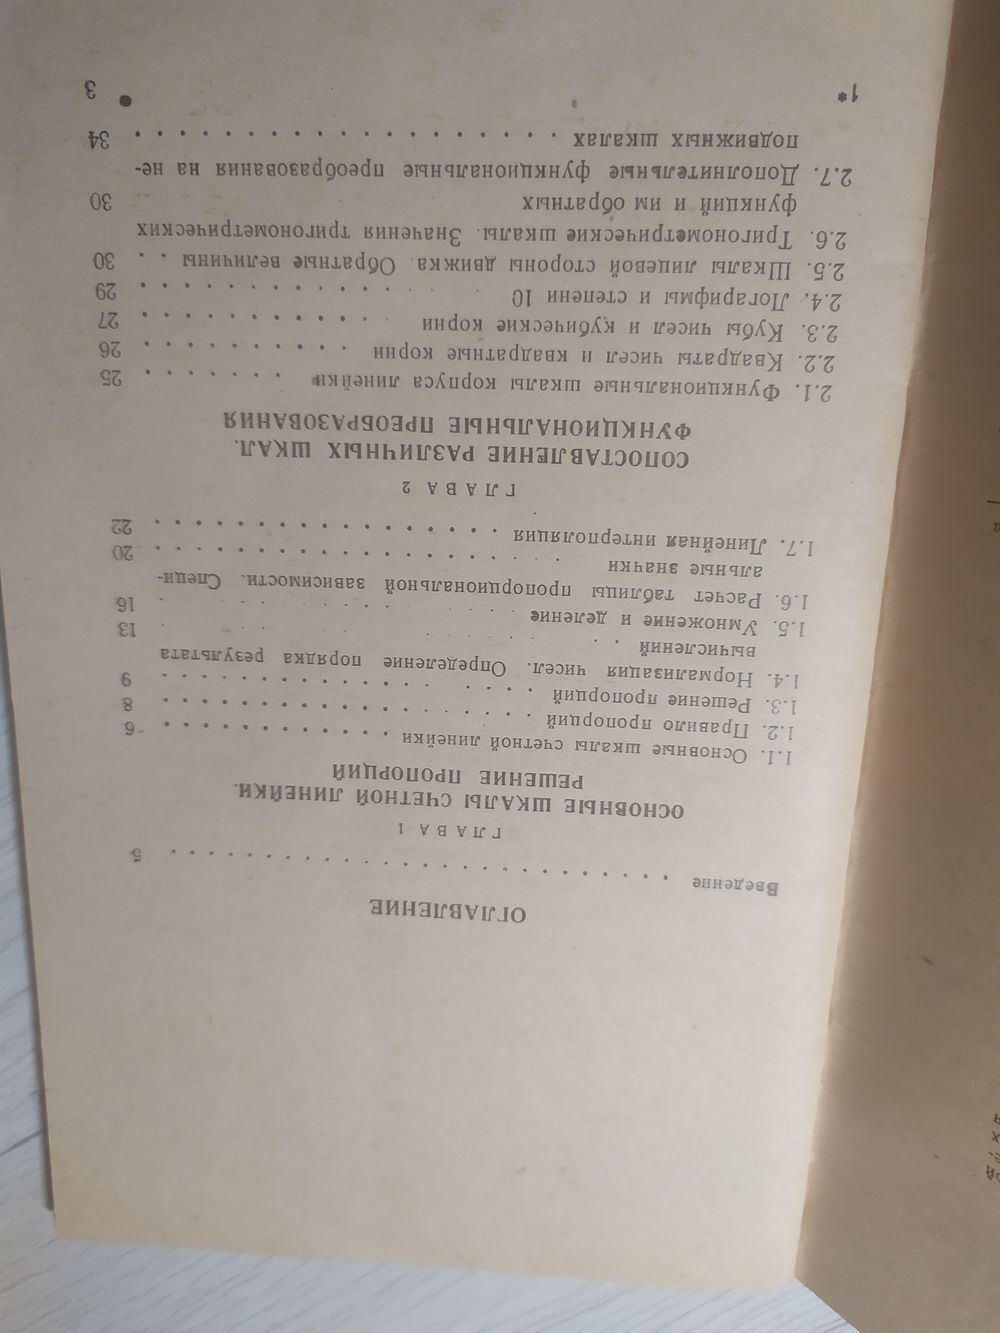 ОГЛАВЛЕНИЕ
Введение . . . . . . . . . . . . . . . . . . . . . . 5
ГЛАВА 1
ОСНОВНЫЕ ШКАЛЫ СЧЕТНОЙ ЛИНЕЙКИ.
РЕШЕНИЕ ПРОПОРЦИЙ
1.1. Основные шкалы счетной линейки . . . . . . . . . . . 6
1.2. Правило пропорций . . . . . . . . . . . . . . . . . 8
1.3. Решение пропорций . . . . . . . . . . . . . . . . . 9
1.4. Нормализация чисел. Определение порядка результата
вычислений . . . . . . . . . . . . . . . . . . 13
1.5. Умножение и деление . . . . . . . . . . . . . . . . 16
1.6. Расчет таблицы пропорциональной зависимости. Специ-
альные значки . . . . . . . . . . . . . . . . . 20
1.7. Линейная интерполяция . . . . . . . . . . . . . . . 22
ГЛАВА 2
СОПОСТАВЛЕНИЕ РАЗЛИЧНЫХ ШКАЛ.
ФУНКЦИОНАЛЬНЫЕ ПРЕОБРАЗОВАНИЯ
2.1. Функциональные шкалы корпуса линейки . . . . . . . 25
2.2. Квадраты чисел и квадратные корни . . . . . . . . . . 26
2.3. Кубы чисел и кубические корни . . . . . . . . . . . 27
2.4. Логарифмы и степени 10 . . . . . . . . . . . . . . 29
2.5. Шкалы лицевой стороны движка. Обратные величины . . 30
2.6. Тригонометрические шкалы. Значения тригонометрических
функций и им обратных 30
2.7. Дополнительные функциональные преобразования на не-
подвижных шкалах . . . . . . . . . . . . . . . 34
1* 3